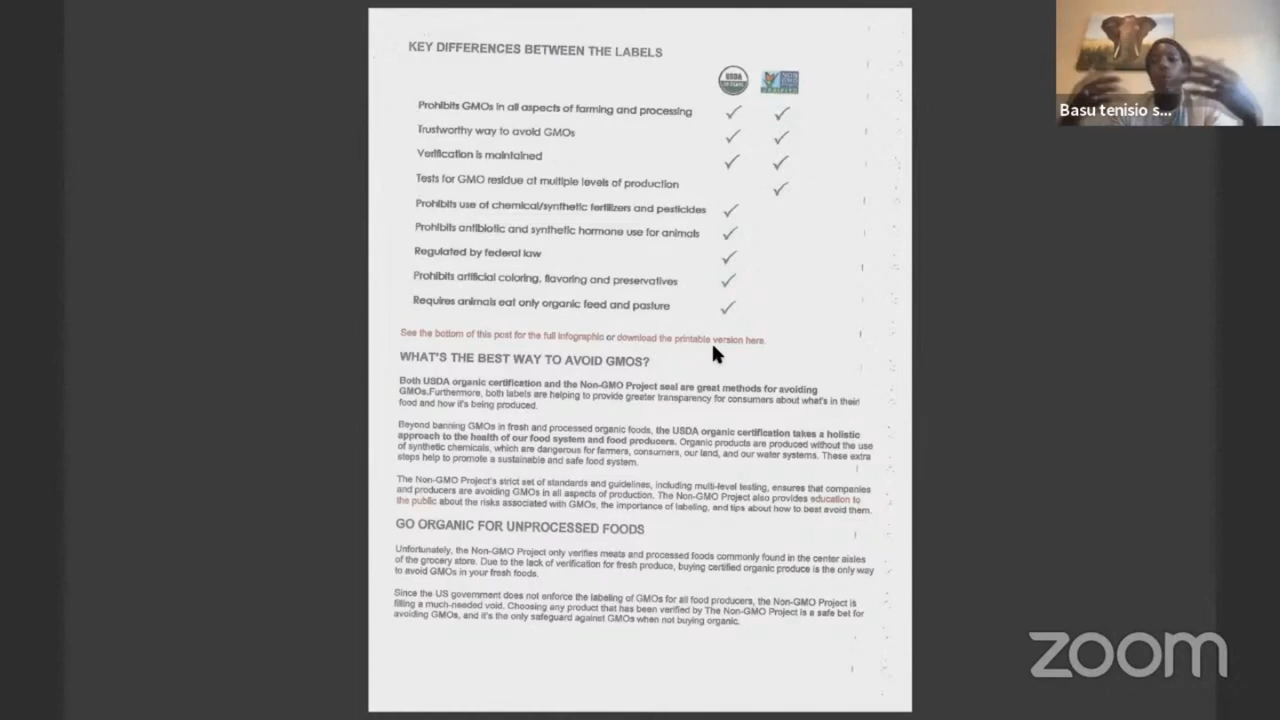 KEY DIFFERENCES BETWEEN THE LABELS
USDA
NON
GMO
Basu tenisio s...
Prohibits GMOs in all aspects of farming and processing
Trustworthy way to avoid GMOs
Verification is maintained
Tests for GMO residue at multiple levels of production
Prohibits use of chemical/synthetic fertilizers and pesticides
Prohibits antibiotic and synthetic hormone use for animals
Regulated by federal law
Prohibits artificial coloring, flavoring and preservatives
Requires animals eat only organic feed and pasture
See the bottom of this post for the full infographic or download the printable version here.
WHAT'S THE BEST WAY TO AVOID GMOS?
Both USDA organic certification and the Non-GMO Project seal are great methods for avoiding
GMOs.Furthermore, both labels are helping to provide greater transparency for consumers about what's in their
food and how it's being produced.
Beyond banning GMOs in fresh and processed organic foods, the USDA organic certification takes a holistic
approach to the health of our food system and food producers. Organic products are produced without the use
of synthetic chemicals, which are dangerous for farmers, consumers, our land, and our water systems. These extra
steps help to promote a sustainable and safe food system.
The Non-GMO Project's strict set of standards and guidelines, including multi-level testing, ensures that companies
and producers are avoiding GMOs in all aspects of production. The Non-GMO Project also provides education to
the public about the risks associated with GMOs, the importance of labeling, and tips about how to best avoid them.
GO ORGANIC FOR UNPROCESSED FOODS
Unfortunately, the Non-GMO Project only verifies meats and processed foods commonly found in the center aisles
of the grocery store. Due to the lack of verification for fresh produce, buying certified organic produce is the only way
to avoid GMOs in your fresh foods.
Since the US government does not enforce the labeling of GMOs for all food producers, the Non-GMO Project is
filling a much-needed void. Choosing any product that has been verified by The Non-GMO Project is a safe bet for
avoiding GMOs, and it's the only safeguard against GMOs when not buying organic.
zoom